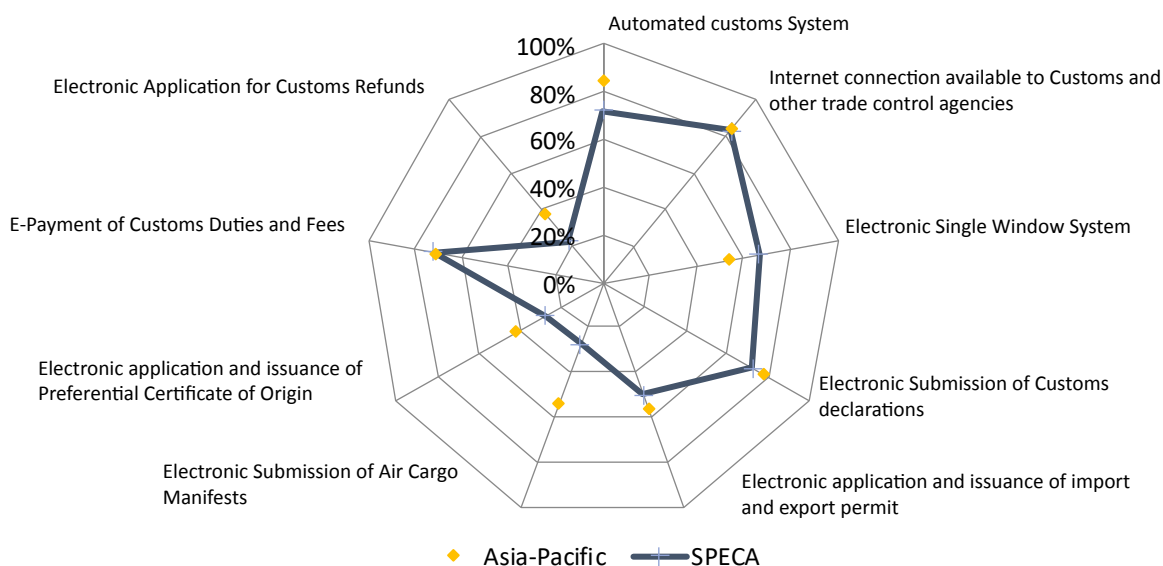 Automated customs System
100%
80%
60%
40%
20%
0%
Internet connection available to Customs and
other trade control agencies
Electronic Single Window System
Electronic Submission of Customs
declarations
Electronic application and issuance of import
and export permit
Electronic Submission of Air Cargo
Manifests
Electronic application and issuance of
Preferential Certificate of Origin
E-Payment of Customs Duties and Fees
Electronic Application for Customs Refunds
Asia-Pacific
SPECA